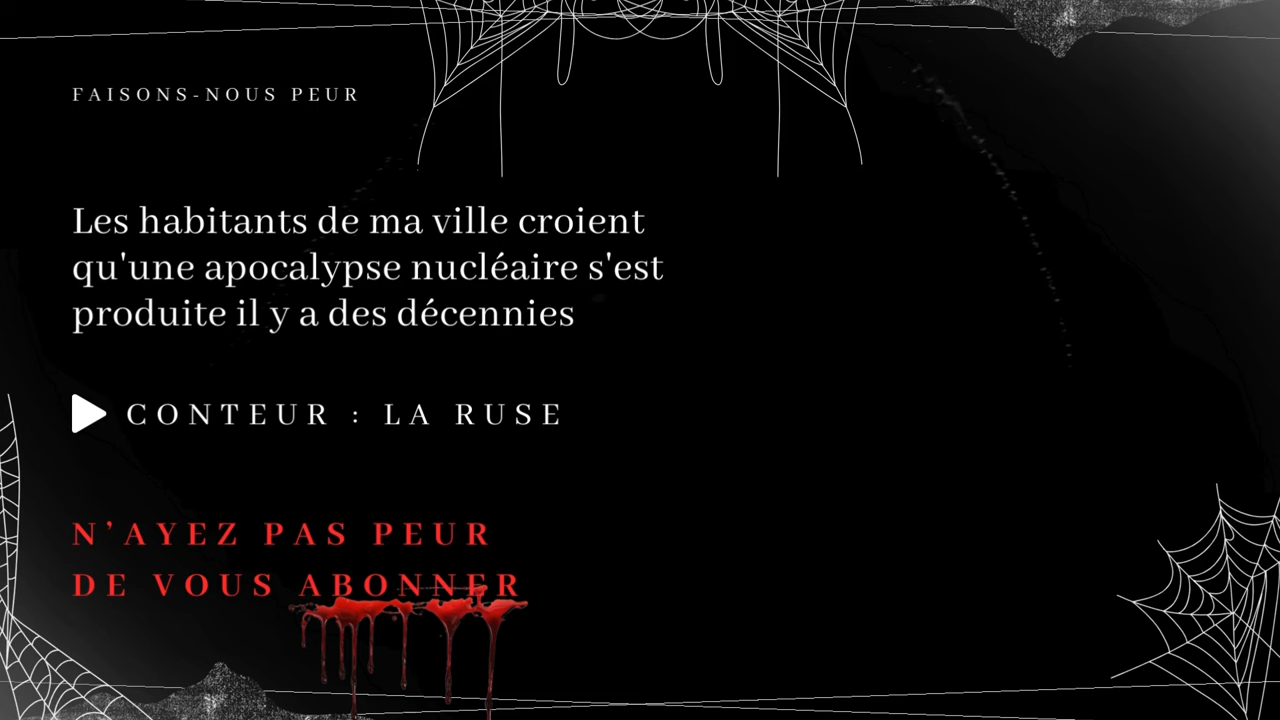 FAISONS-NOUS PEUR
Les habitants de ma ville croient
qu'une apocalypse nucléaire s'est
produite il y a des décennies
CONTEUR : LA RUSE
N’AYEZ PAS PEUR
DE VOUS ABONNER